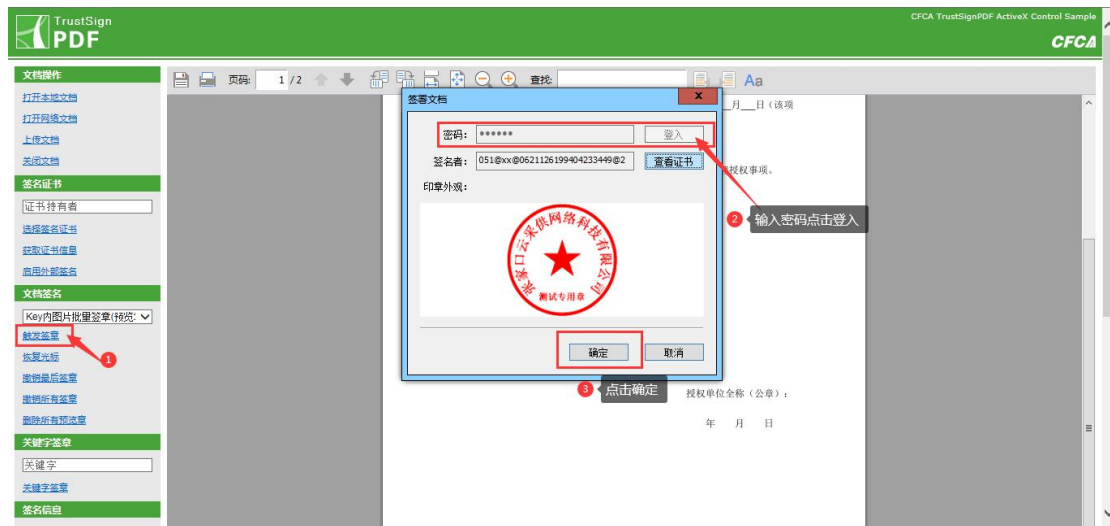 TrustSign
PDF
CFCA TrustSignPDF ActiveX Control Sample
CFCA
文档操作
打开本地文档
打开网络文档
上传文档
关闭文档
签名证书
证书持有者
选择签名证书
获取证书信息
启用外部签名
文档签名
Key内图片批量签章(预览:
触发签章
恢复光标
撤销最后签章
撤销所有签章
删除所有预览章
关键字签章
关键字
关键字签章
签名信息
页码: 1 /2
查找:
Aa
签署文档
x
密码: ●●●●●●
登入
签名者: 051@xx@0621126199404233449@2
查看证书
印章外观:
张家口云采供网络科技有限公司
测试专用章
确定
取消
月___日（该项
授权事项。
1
2 输入密码点击登入
3 点击确定
授权单位全称（公章）:
年 月 日